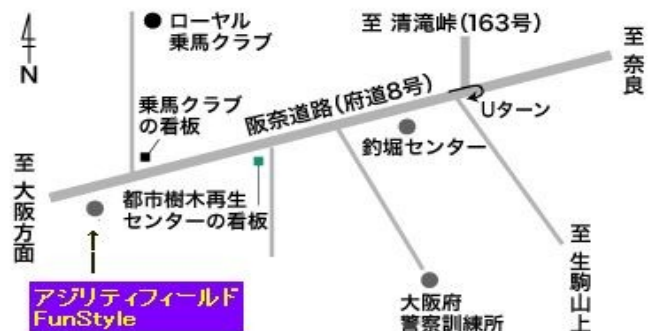 N
ローヤル
乗馬クラブ
至 清滝峠(163号)
至 奈良
乗馬クラブ
の看板
阪奈道路(府道8号)
Uターン
釣堀センター
至 大阪方面
都市樹木再生
センターの看板
至 生駒山上
大阪府
警察訓練所
アジリティフィールド
FunStyle